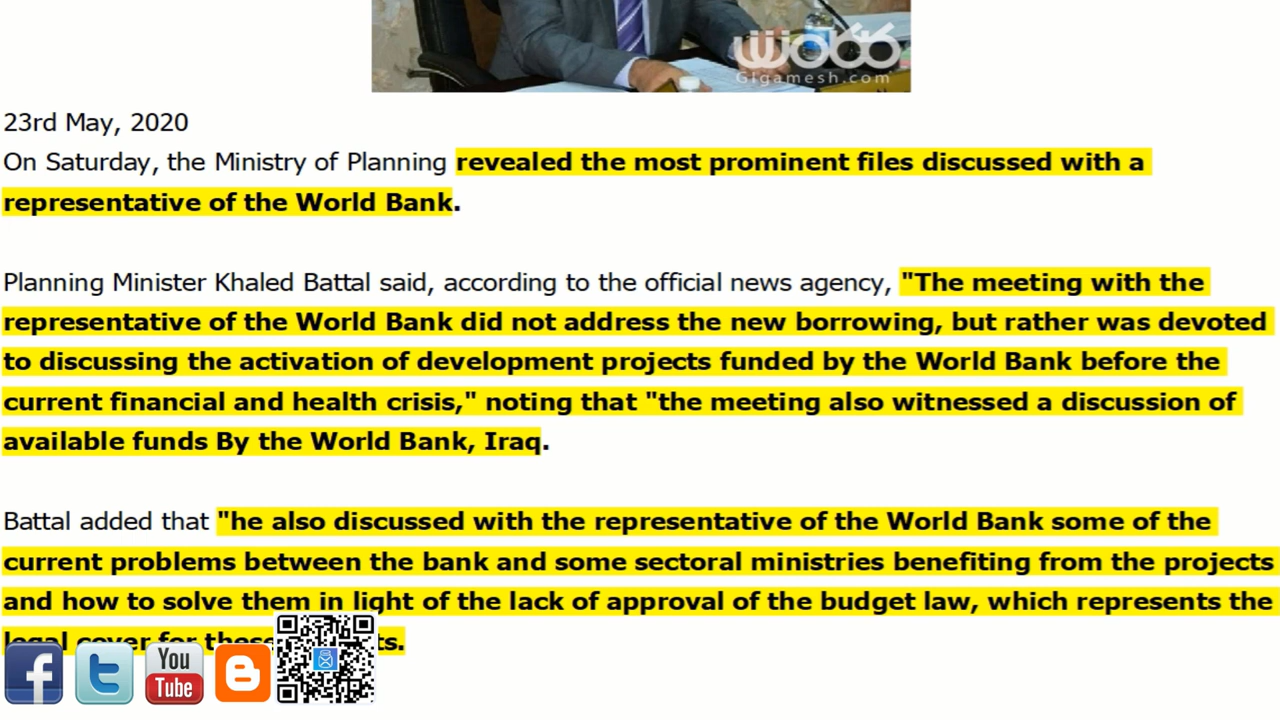 GIgamesh.com
23rd May, 2020
On Saturday, the Ministry of Planning revealed the most prominent files discussed with a
representative of the World Bank.
Planning Minister Khaled Battal said, according to the official news agency, "The meeting with the
representative of the World Bank did not address the new borrowing, but rather was devoted
to discussing the activation of development projects funded by the World Bank before the
current financial and health crisis," noting that "the meeting also witnessed a discussion of
available funds By the World Bank, Iraq.
Battal added that "he also discussed with the representative of the World Bank some of the
current problems between the bank and some sectoral ministries benefiting from the projects
and how to solve them in light of the lack of approval of the budget law, which represents the
legal cover for these
You
Tube